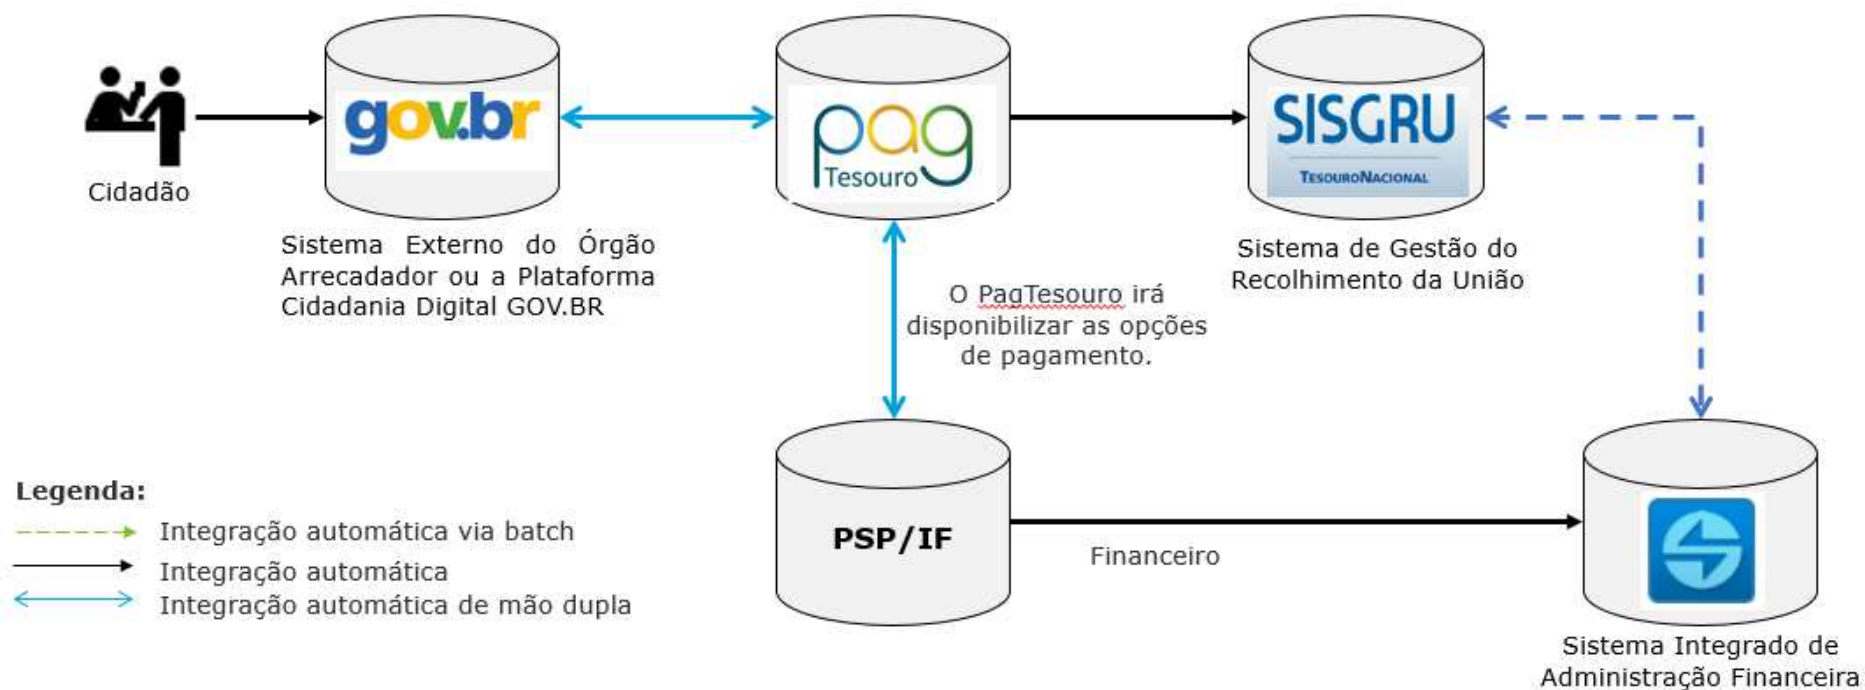 Cidadão
gov.br
Sistema Externo do Órgão
Arrecadador ou a Plataforma
Cidadania Digital GOV.BR
pag
Tesouro
O PagTesouro irá
disponibilizar as opções
de pagamento.
SISGRU
TESOURONACIONAL
Sistema de Gestão do
Recolhimento da União
PSP/IF
Financeiro
Sistema Integrado de
Administração Financeira
Legenda:
Integração automática via batch
Integração automática
Integração automática de mão dupla